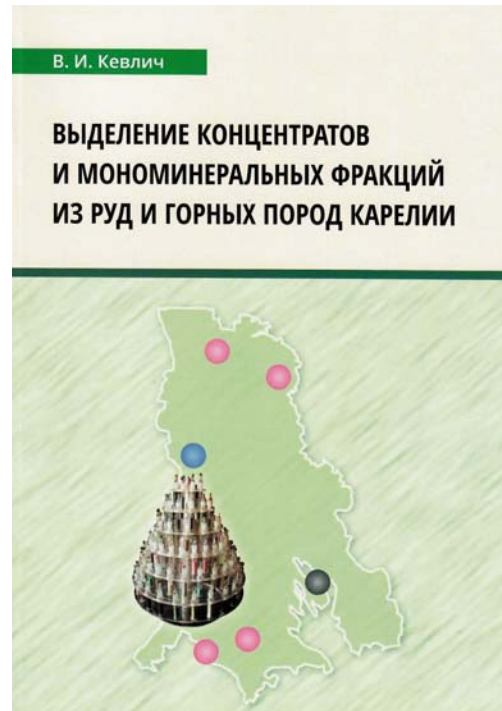 В. И. Кевлич
ВЫДЕЛЕНИЕ КОНЦЕНТРАТОВ
И МОНОМИНЕРАЛЬНЫХ ФРАКЦИЙ
ИЗ РУД И ГОРНЫХ ПОРОД КАРЕЛИИ